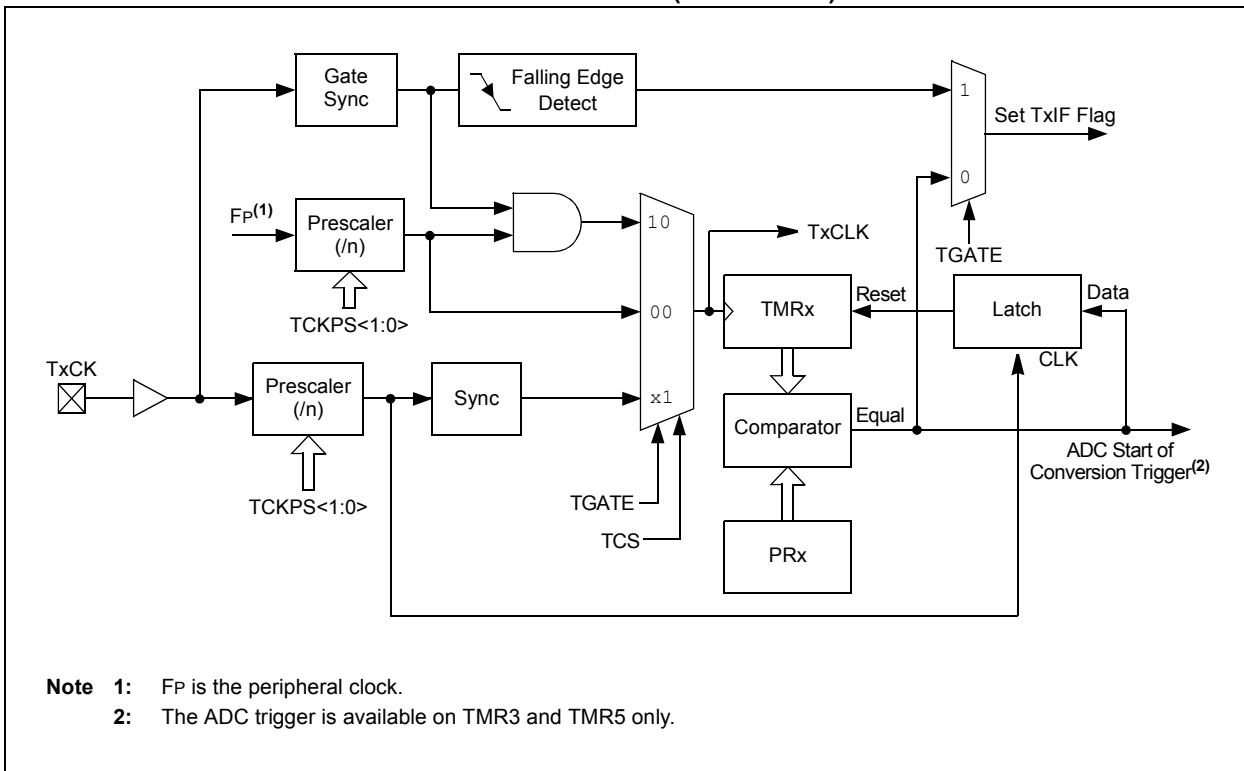 Gate
Sync
Falling Edge
Detect
1
Set TxIF Flag
0
FP(1)
Prescaler
(/n)
10
TxCLK
TGATE
TCKPS<1:0>
00
TMRx
Reset
Latch
Data
CLK
TxCK
Prescaler
(/n)
Sync
x1
Comparator
Equal
ADC Start of
Conversion Trigger(2)
TCKPS<1:0>
TGATE
TCS
PRx
Note 1: FP is the peripheral clock.
2: The ADC trigger is available on TMR3 and TMR5 only.